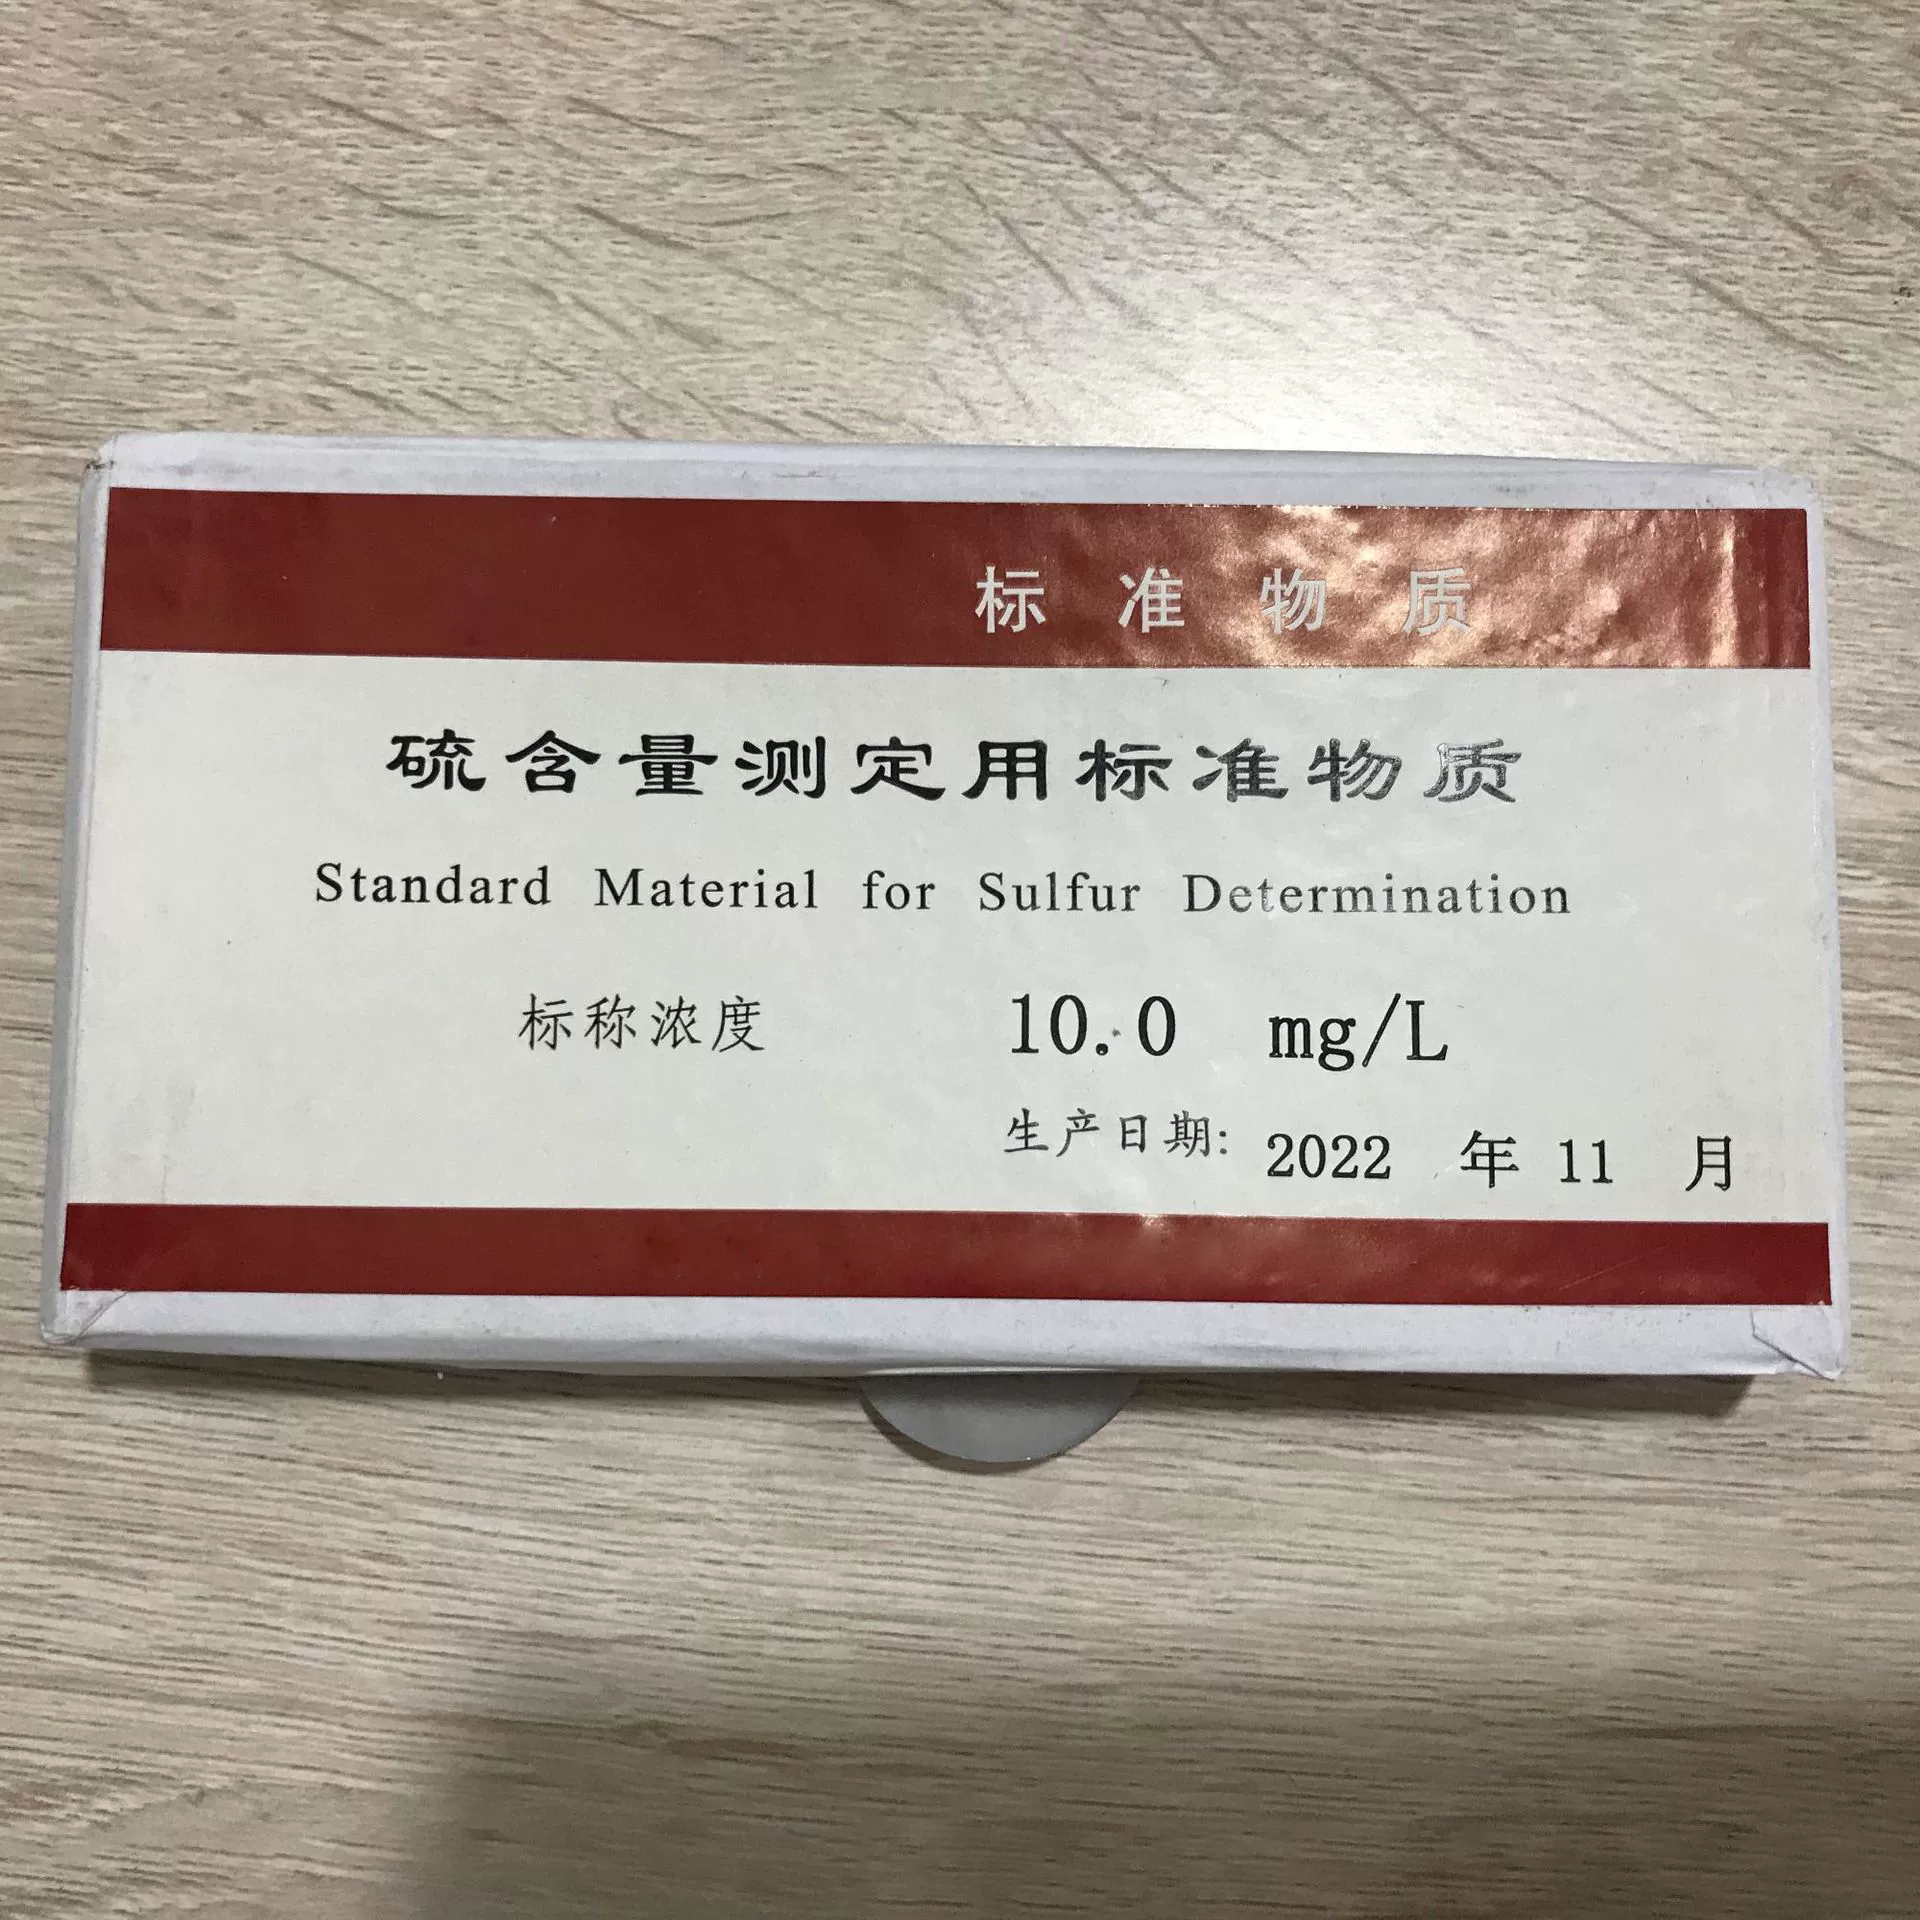 标准物质
硫含量测定用标准物质
Standard Material for Sulfur Determination
标称浓度 10.0 mg/L
生产日期: 2022 年 11 月